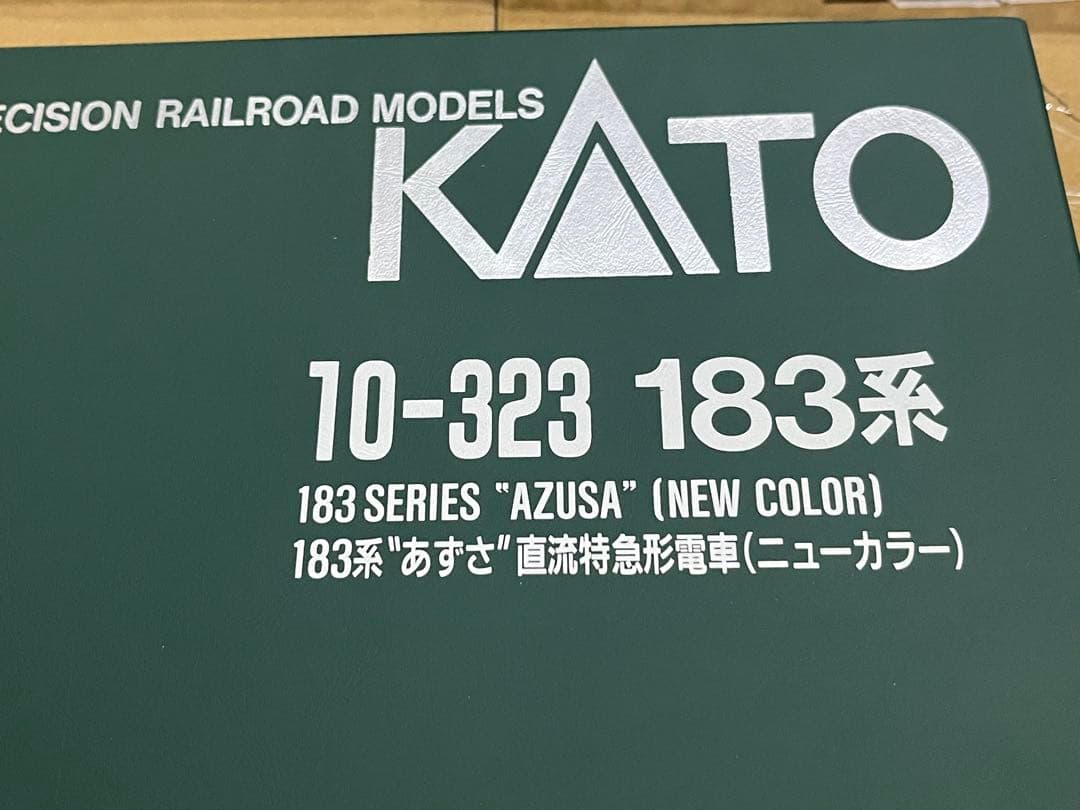 RAILROAD MODELS
KATO
10-323 183系
183 SERIES "AZUSA" (NEW COLOR)
183系"あずさ"直流特急形電車(ニューカラー)